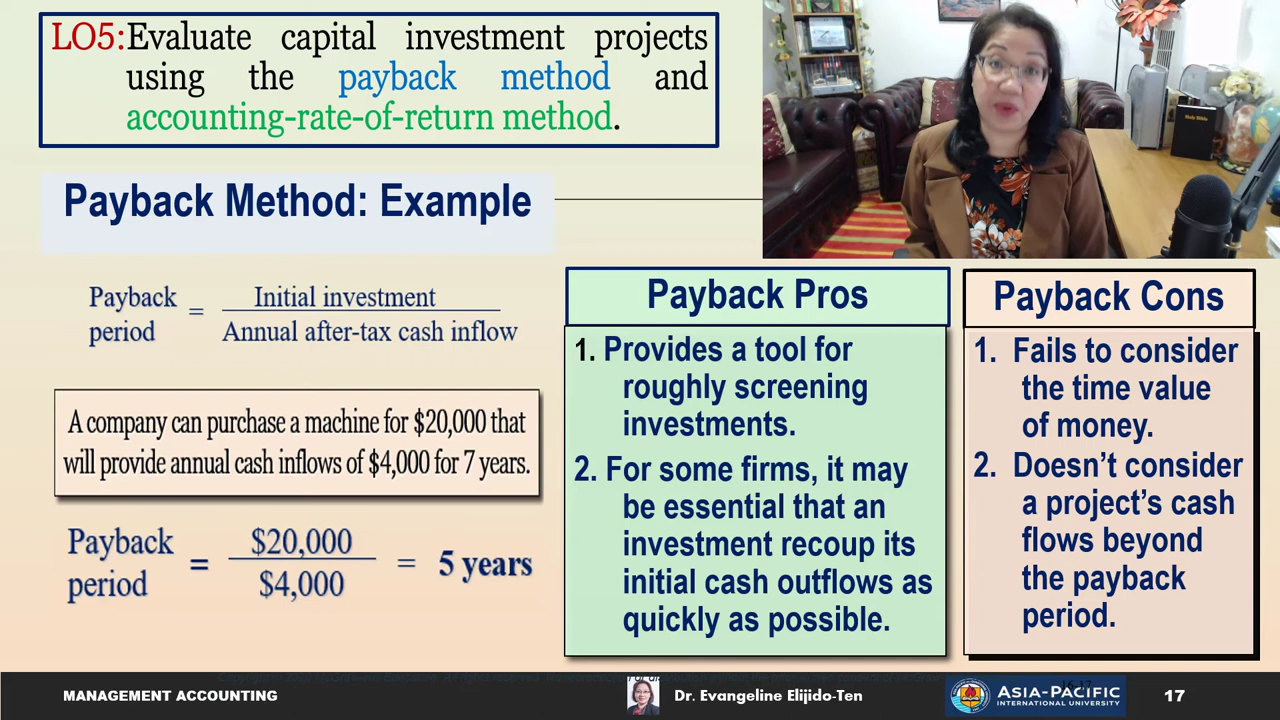 LO5:Evaluate capital investment projects
using the payback method and
accounting-rate-of-return method.
Payback Method: Example
Payback period = Initial investment / Annual after-tax cash inflow
A company can purchase a machine for $20,000 that
will provide annual cash inflows of $4,000 for 7 years.
Payback period = $20,000 / $4,000 = 5 years
Payback Pros
1. Provides a tool for
roughly screening
investments.
2. For some firms, it may
be essential that an
investment recoup its
initial cash outflows as
quickly as possible.
Payback Cons
1. Fails to consider
the time value
of money.
2. Doesn’t consider
a project’s cash
flows beyond
the payback
period.
Holy Bible
16-17
MANAGEMENT ACCOUNTING
Dr. Evangeline Elijido-Ten
ASIA-PACIFIC
INTERNATIONAL UNIVERSITY
17